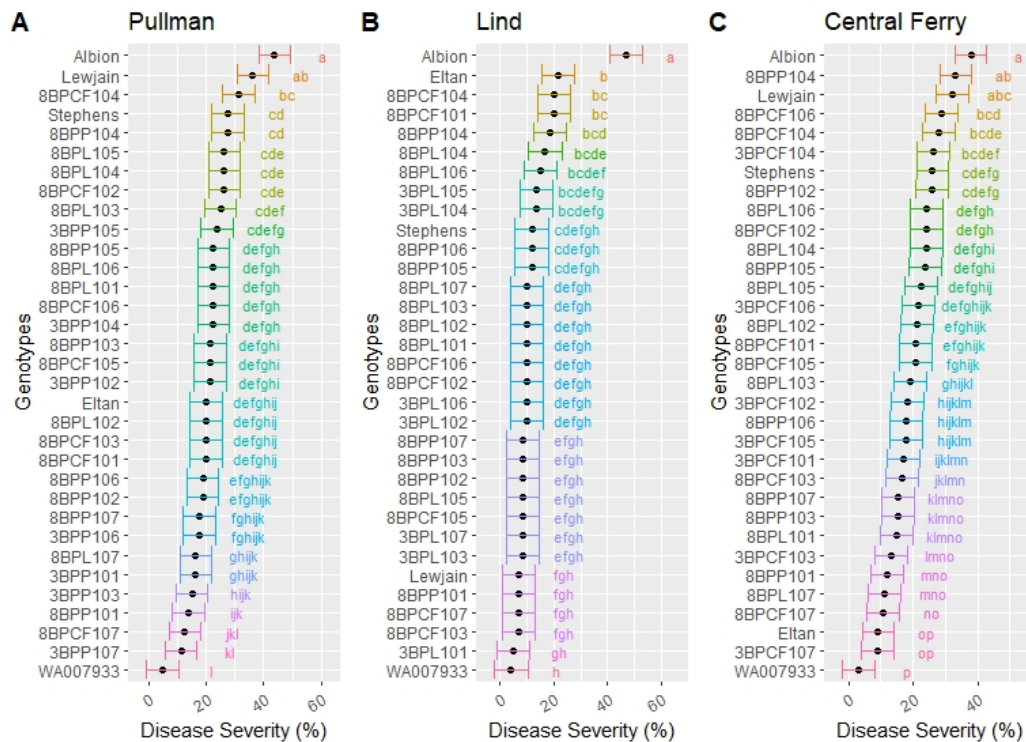 A Pullman
Genotypes
Albion a
Lewjain ab
8BPCF104 bc
Stephens cd
8BPP104 cd
8BPL105 cde
8BPL104 cde
8BPCF102 cde
8BPL103 cdef
3BPP105 cdefg
8BPP105 defgh
8BPL106 defgh
8BPL101 defgh
8BPCF106 defgh
3BPP104 defgh
8BPP103 defghi
8BPCF105 defghi
3BPP102 defghi
Eltan defghij
8BPL102 defghij
8BPCF103 defghij
8BPCF101 defghij
8BPP106 efghijk
8BPP102 efghijk
8BPP107 fghijk
3BPP106 fghijk
8BPL107 ghijk
3BPP101 ghijk
3BPP103 hijk
8BPP101 ijk
8BPCF107 jkl
3BPP107 kl
WA007933 l
0 20 40 60
Disease Severity (%)
B Lind
Genotypes
Albion a
Eltan b
8BPCF104 bc
8BPCF101 bc
8BPP104 bcd
8BPL104 bcde
8BPL106 bcdef
3BPL105 bcdefg
3BPL104 bcdefg
Stephens cdefgh
8BPP106 cdefgh
8BPP105 cdefgh
8BPL107 defgh
8BPL103 defgh
8BPL102 defgh
8BPL101 defgh
8BPCF106 defgh
8BPCF102 defgh
3BPL106 defgh
3BPL102 defgh
8BPP107 efgh
8BPP103 efgh
8BPP102 efgh
8BPL105 efgh
8BPCF105 efgh
3BPL107 efgh
3BPL103 efgh
Lewjain fgh
8BPP101 fgh
8BPCF107 fgh
8BPCF103 fgh
3BPL101 gh
WA007933 h
0 20 40 60
Disease Severity (%)
C Central Ferry
Genotypes
Albion a
8BPP104 ab
Lewjain abc
8BPCF106 bcd
8BPCF104 bcde
3BPCF104 bcdef
Stephens cdefg
8BPP102 cdefg
8BPL106 defgh
8BPCF102 defgh
8BPL104 defghi
8BPP105 defghi
8BPL105 defghij
3BPCF106 defghijk
8BPL102 efghijk
8BPCF101 efghijk
8BPCF105 fghijk
8BPL103 ghijkl
3BPCF102 hijklm
8BPP106 hijklm
3BPCF105 hijklm
3BPCF101 ijklmn
8BPCF103 jklmn
8BPP107 klmno
8BPP103 klmno
8BPL101 klmno
3BPCF103 lmno
8BPP101 mno
8BPL107 mno
8BPCF107 no
Eltan op
3BPCF107 op
WA007933 p
0 20 40
Disease Severity (%)